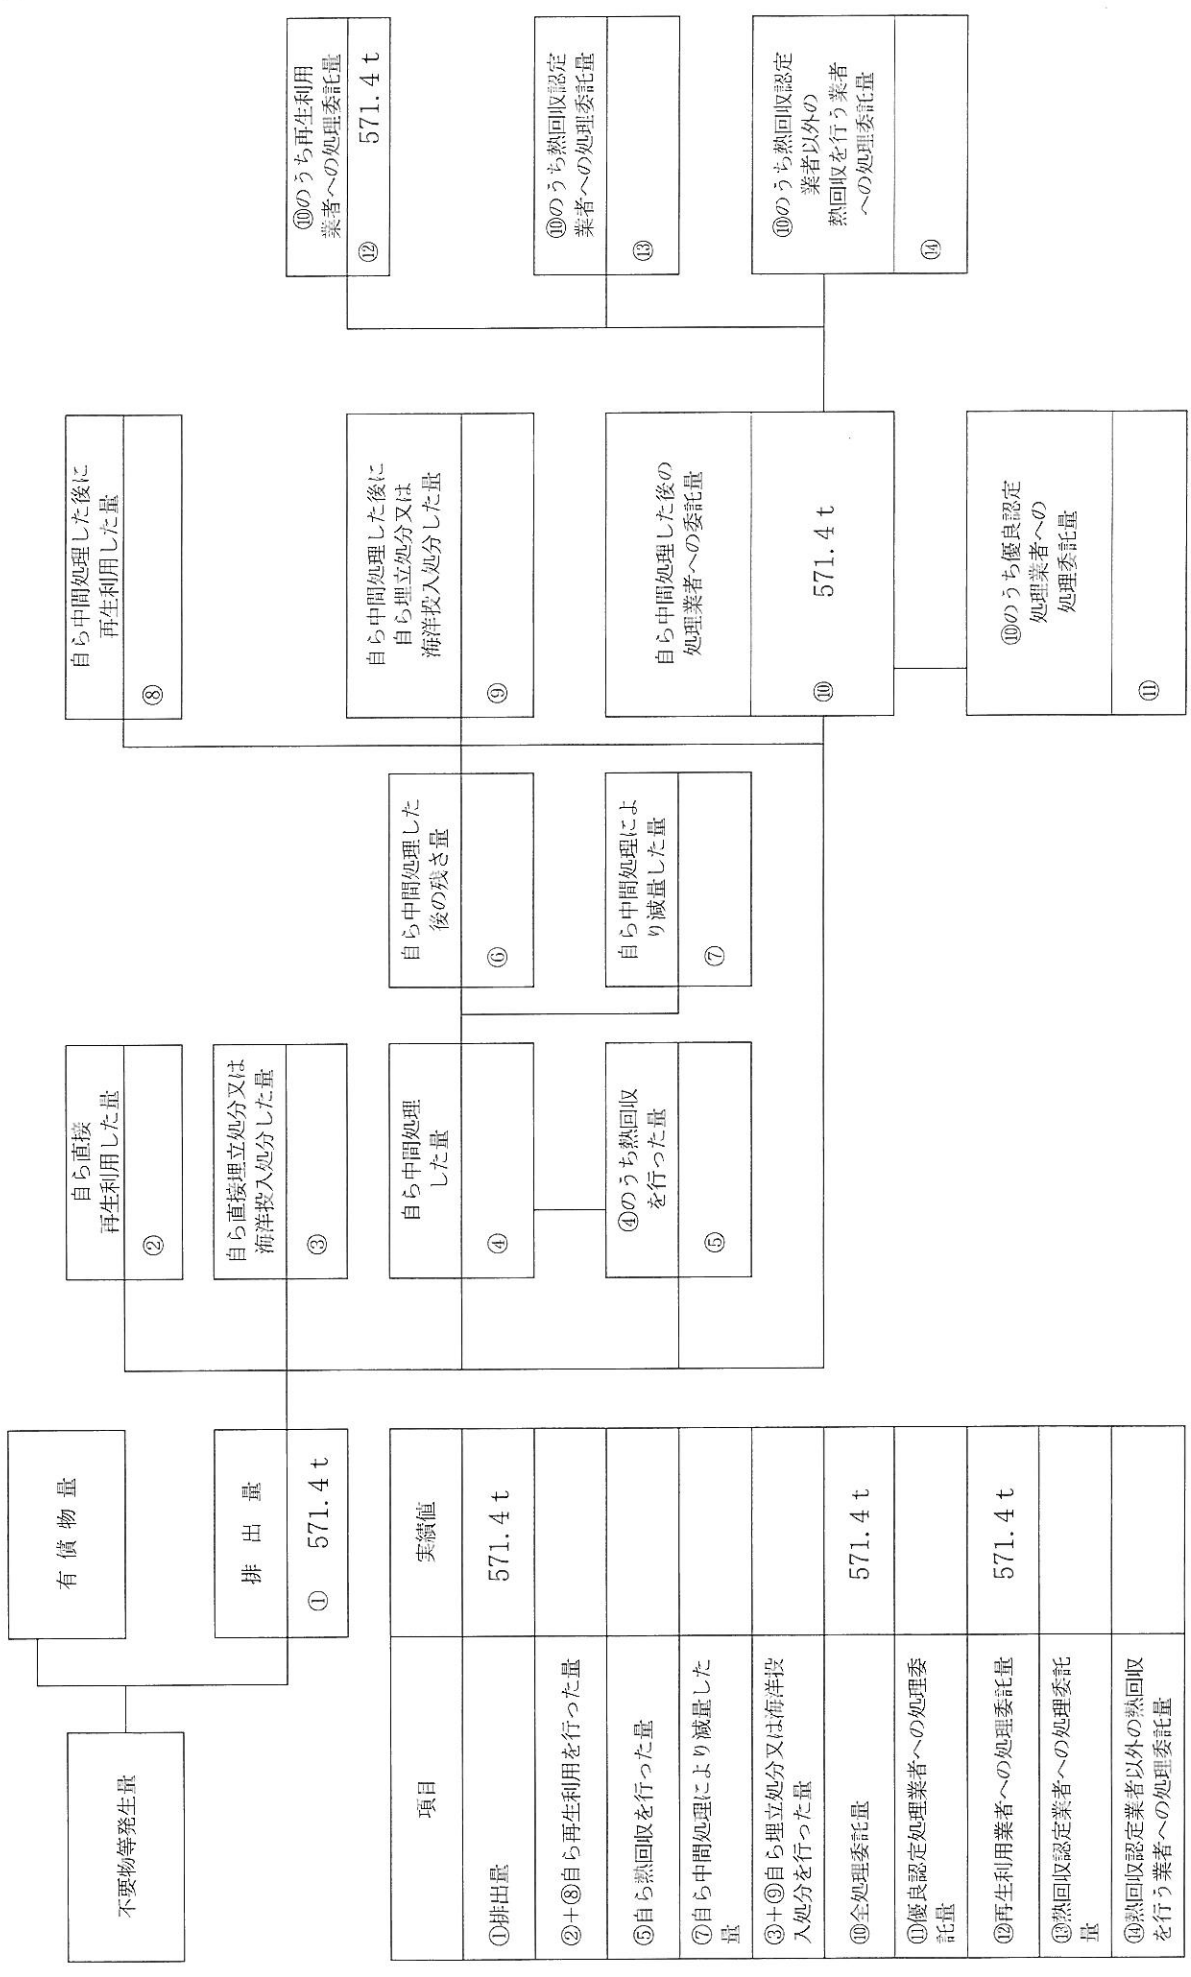 不要物等発生量
有償物量
排出量
① 571.4 t
自ら直接
再生利用した量
②
自ら直接埋立処分又は
海洋投入処分した量
③
自ら中間処理
した量
④
④のうち熱回収
を行った量
⑤
自ら中間処理した
後の残さ量
⑥
自ら中間処理によ
り減量した量
⑦
自ら中間処理した後に
再生利用した量
⑧
自ら中間処理した後に
自ら埋立処分又は
海洋投入処分した量
⑨
自ら中間処理した後の
処理業者への委託量
⑩ 571.4 t
⑩のうち優良認定
処理業者への
処理委託量
⑪
⑩のうち再生利用
業者への処理委託量
⑫ 571.4 t
⑩のうち熱回収認定
業者への処理委託量
⑬
⑩のうち熱回収認定
業者以外の
熱回収を行う業者
への処理委託量
⑭
項目 実績値
①排出量 571.4 t
②+⑧自ら再生利用を行った量
⑤自ら熱回収を行った量
⑦自ら中間処理により減量した
量
③+⑨自ら埋立処分又は海洋投
入処分を行った量
⑩全処理委託量 571.4 t
⑪優良認定処理業者への処理委
託量
⑫再生利用業者への処理委託量 571.4 t
⑬熱回収認定業者への処理委託
量
⑭熱回収認定業者以外の熱回収
を行う業者への処理委託量